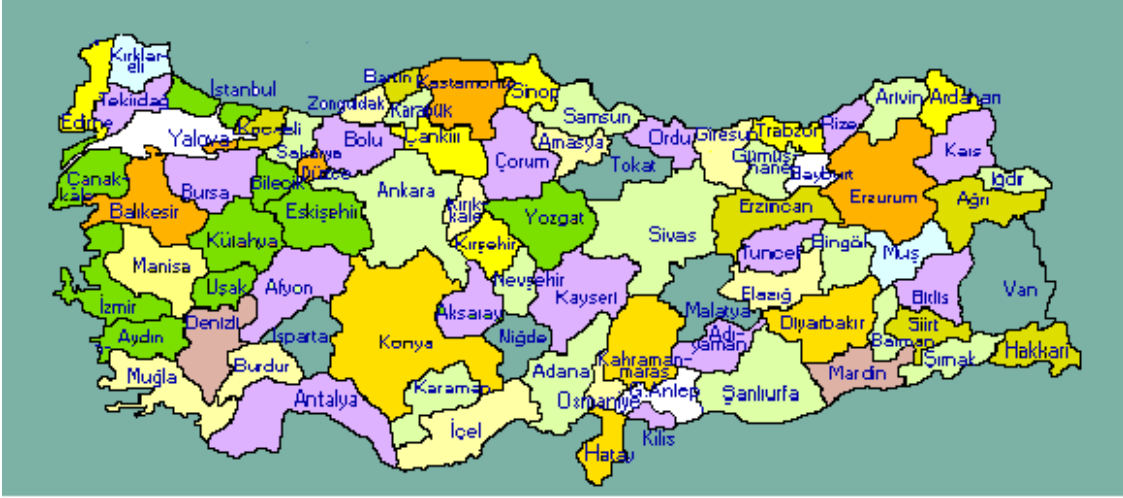 Kırklar-
eli
Edirne
Tekirdağ
İstanbul
Yalova
Kocaeli
Sakarya
Düzce
Bolu
Zonguldak
Bartın
Karabük
Kastamonu
Çankırı
Sinop
Samsun
Çorum
Amasya
Tokat
Ordu
Giresun
Gümüş
hane
Trabzon
Bayburt
Rize
Artvin
Ardahan
Kars
Iğdır
Ağrı
Erzurum
Erzincan
Çanak-
kale
Balıkesir
Bursa
Bilecik
Eskişehir
Kütahya
Ankara
Kırık
kale
Kırşehir
Yozgat
Sivas
Tunceli
Bingöl
Muş
Bitlis
Van
Manisa
İzmir
Uşak
Afyon
Aydın
Denizli
Isparta
Burdur
Muğla
Antalya
Konya
Aksaray
Nevşehir
Niğde
Kayseri
Karaman
İçel
Adana
Osmaniye
Hatay
Kahraman-
maraş
G.Antep
Kilis
Malatya
Adı-
yaman
Elazığ
Diyarbakır
Şanlıurfa
Mardin
Batman
Siirt
Şırnak
Hakkari